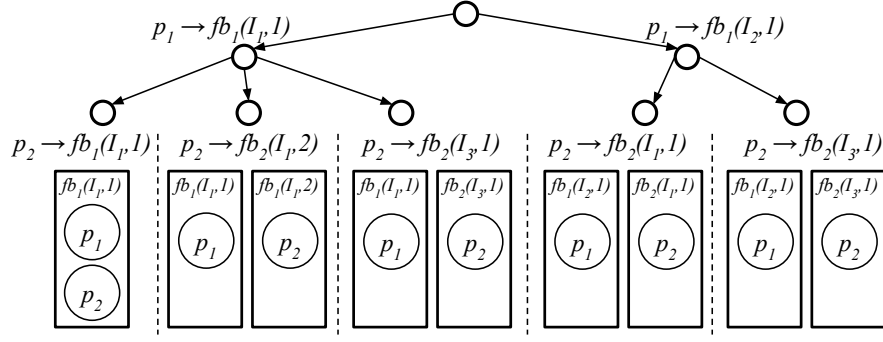 p₁ → fb₁(I₁,1) p₁ → fb₁(I₂,1)
p₂ → fb₁(I₁,1) p₂ → fb₂(I₁,2) p₂ → fb₂(I₃,1) p₂ → fb₂(I₁,1) p₂ → fb₂(I₃,1)
fb₁(I₁,1) fb₁(I₁,1) fb₁(I₁,2) fb₁(I₁,1) fb₂(I₃,1) fb₁(I₂,1) fb₂(I₁,1) fb₁(I₂,1) fb₂(I₃,1)
p₁ p₁ p₂ p₁ p₂ p₁ p₂ p₁ p₂
p₂